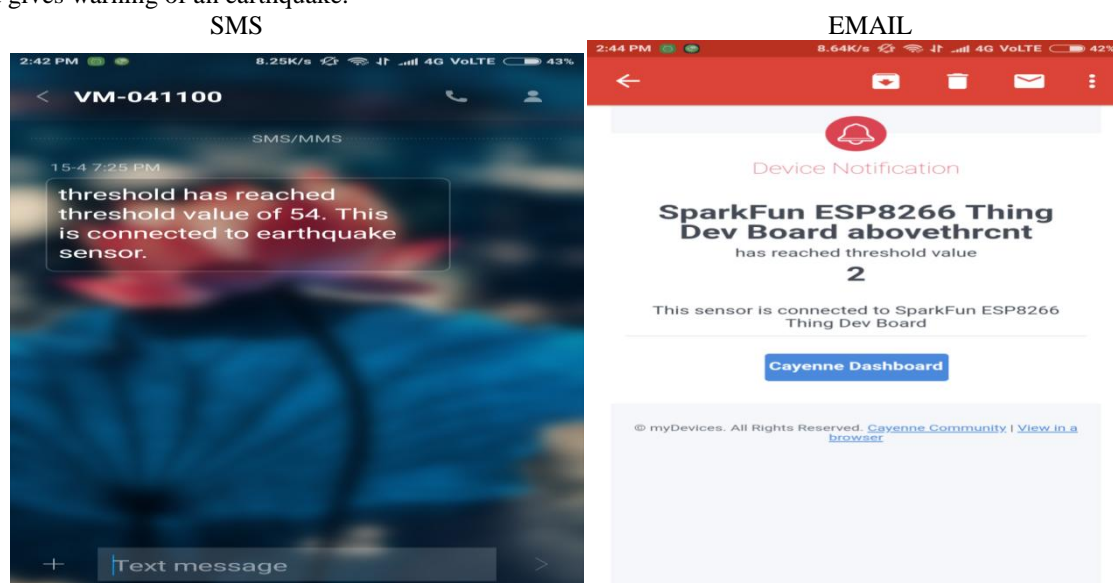 gives warning of an earthquake.
SMS
2:42 PM 8.25K/s 4G VoLTE 43%
< VM-041100
SMS/MMS
15-4 7:25 PM
threshold has reached
threshold value of 54. This
is connected to earthquake
sensor.
+ Text message >
EMAIL
2:44 PM 8.64K/s 4G VoLTE 42%
Device Notification
SparkFun ESP8266 Thing
Dev Board abovethrcnt
has reached threshold value
2
This sensor is connected to SparkFun ESP8266
Thing Dev Board
Cayenne Dashboard
© myDevices. All Rights Reserved. Cayenne Community | View in a
browser